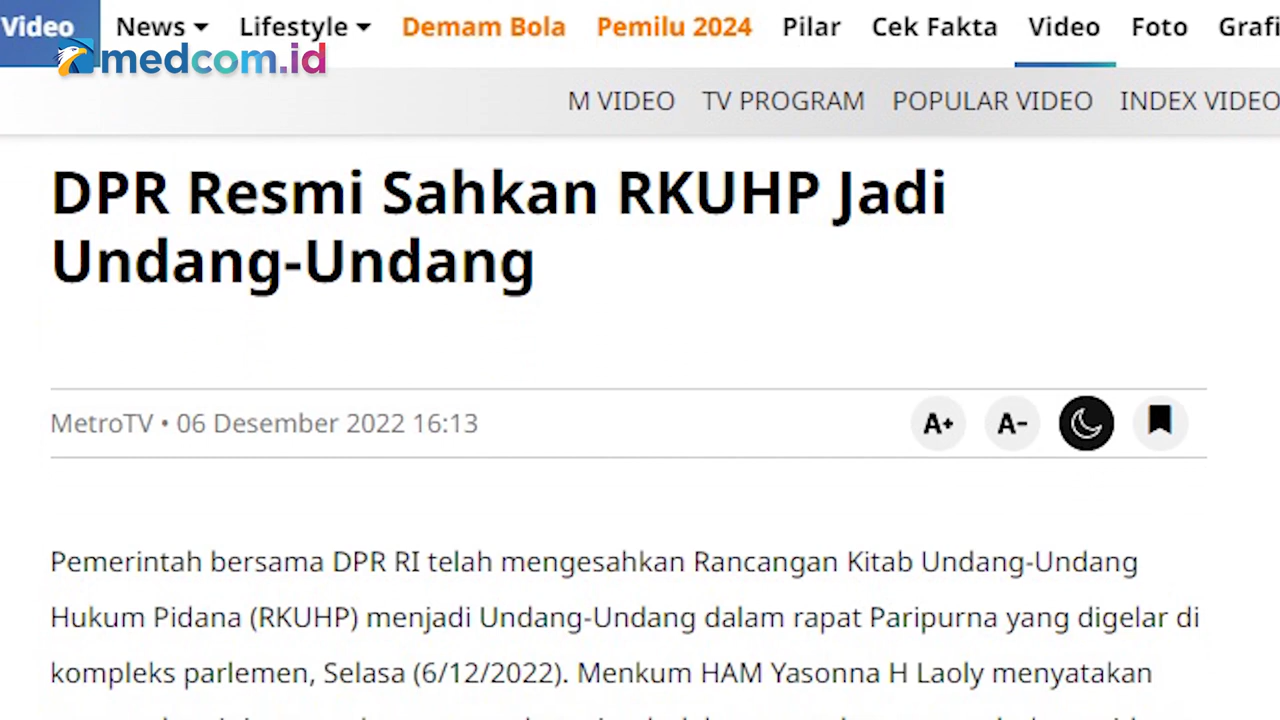 Video News Lifestyle Demam Bola Pemilu 2024 Pilar Cek Fakta Video Foto Grafi
medcom.id
M VIDEO TV PROGRAM POPULAR VIDEO INDEX VIDEO
DPR Resmi Sahkan RKUHP Jadi
Undang-Undang
MetroTV • 06 Desember 2022 16:13 A+ A-
Pemerintah bersama DPR RI telah mengesahkan Rancangan Kitab Undang-Undang
Hukum Pidana (RKUHP) menjadi Undang-Undang dalam rapat Paripurna yang digelar di
kompleks parlemen, Selasa (6/12/2022). Menkum HAM Yasonna H Laoly menyatakan